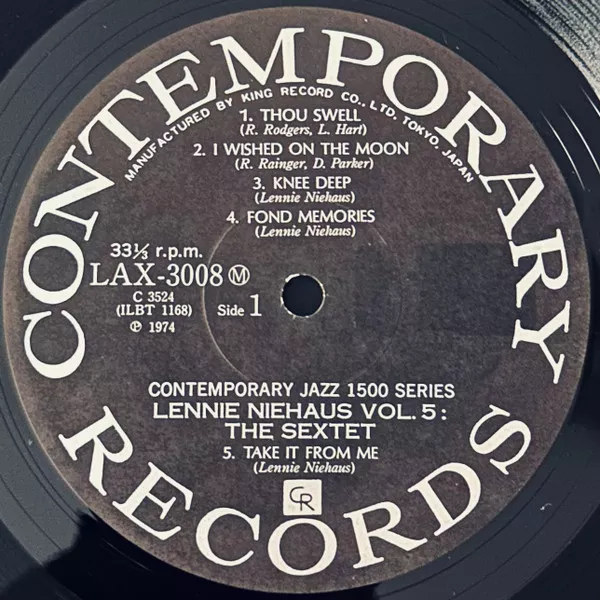 CONTEMPORARY
MANUFACTURED BY KING RECORD CO., LTD. TOKYO, JAPAN
1. THOU SWELL
(R. Rodgers, L. Hart)
2. I WISHED ON THE MOON
(R. Rainger, D. Parker)
3. KNEE DEEP
(Lennie Niehaus)
4. FOND MEMORIES
(Lennie Niehaus)
33⅓ r.p.m.
LAX-3008 Ⓜ
C 3524
(ILBT 1168)
Side 1
℗ 1974
CONTEMPORARY JAZZ 1500 SERIES
LENNIE NIEHAUS VOL. 5:
THE SEXTET
5. TAKE IT FROM ME
(Lennie Niehaus)
CR
RECORDS